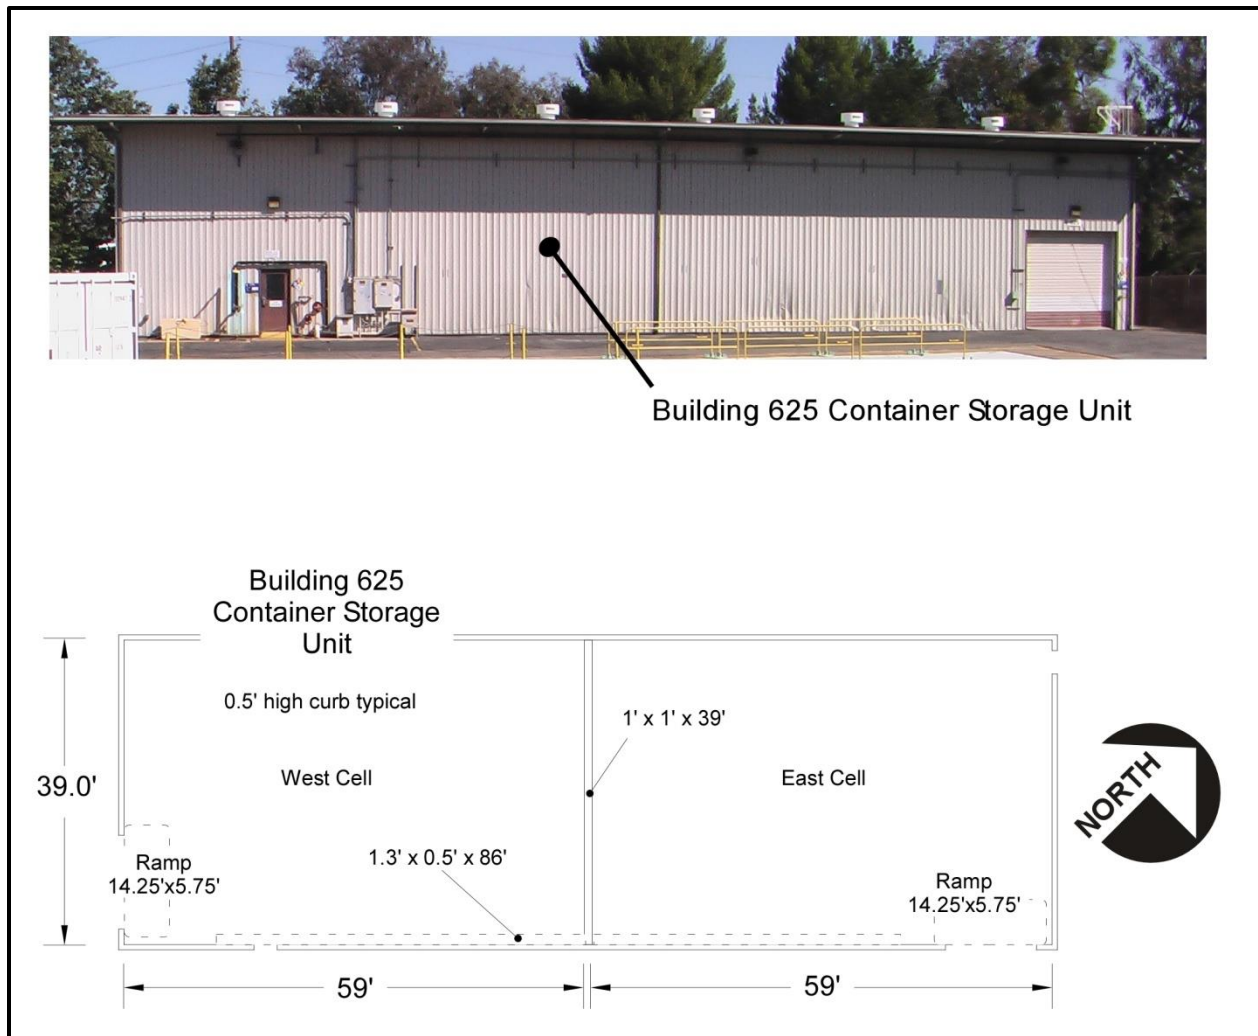 Building 625 Container Storage Unit
Building 625
Container Storage
Unit
0.5' high curb typical
1' x 1' x 39'
39.0'
West Cell
East Cell
NORTH
1.3' x 0.5' x 86'
Ramp
14.25'x5.75'
Ramp
14.25'x5.75'
59'
59'